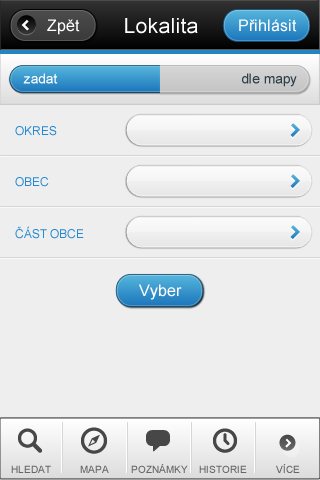 Zpět
Lokalita
Přihlásit
zadat
dle mapy
OKRES
OBEC
ČÁST OBCE
Vyber
HLEDAT
MAPA
POZNÁMKY
HISTORIE
VÍCE